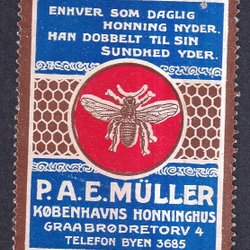 ENHVER SOM DAGLIG
HONNING NYDER.
HAN DOBBELT TIL SIN
SUNDHED YDER.
P.A.E.MÜLLER
KØBENHAVNS HONNINGHUS
GRAABRØDRETORV 4
TELEFON BYEN 3685